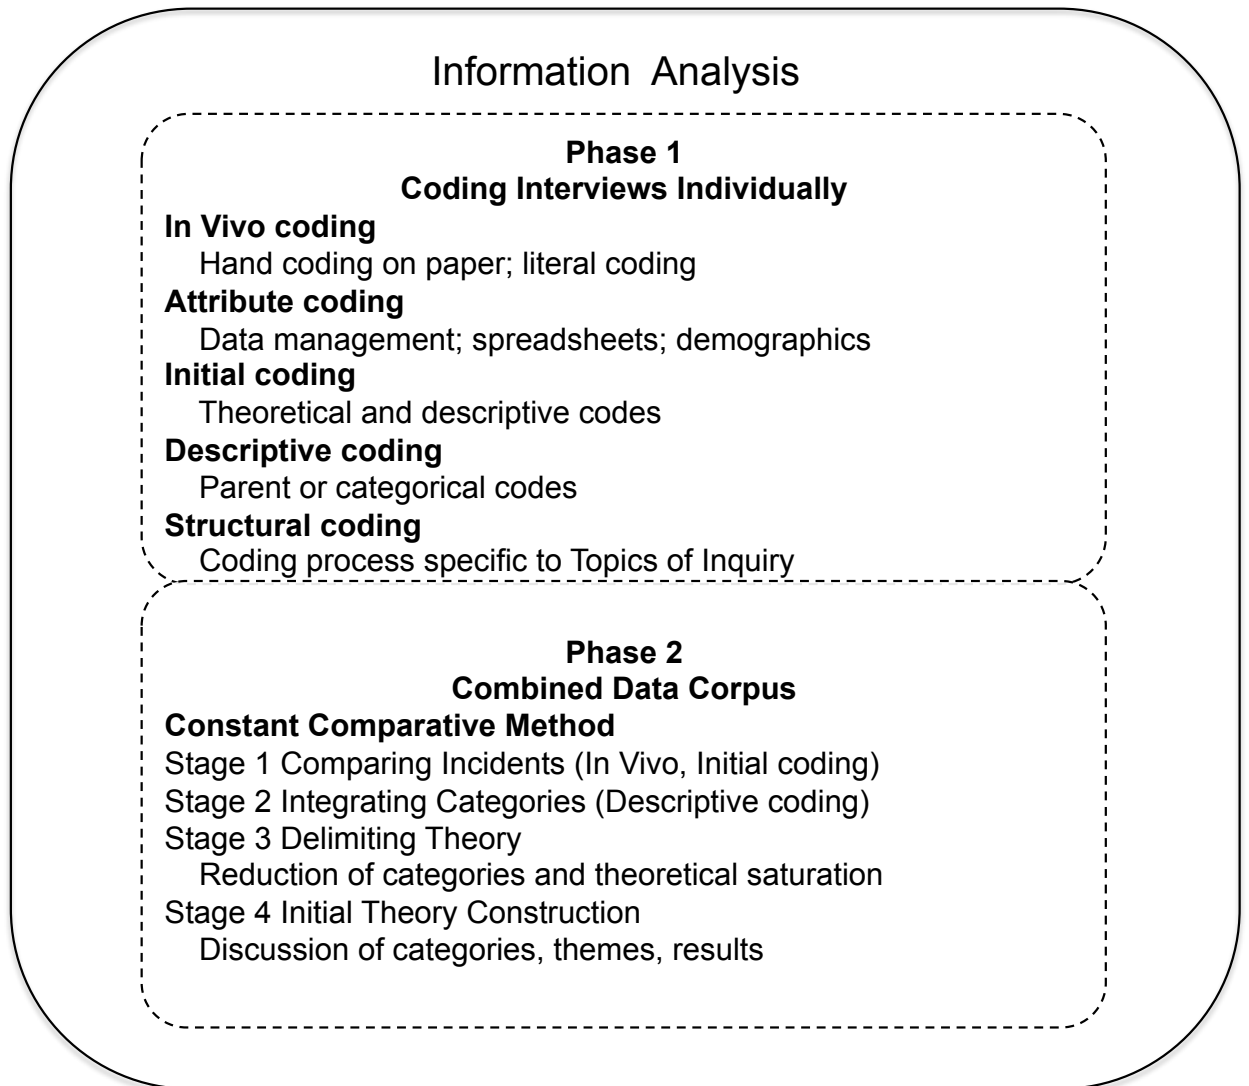 Information Analysis
Phase 1
Coding Interviews Individually
In Vivo coding
Hand coding on paper; literal coding
Attribute coding
Data management; spreadsheets; demographics
Initial coding
Theoretical and descriptive codes
Descriptive coding
Parent or categorical codes
Structural coding
Coding process specific to Topics of Inquiry
Phase 2
Combined Data Corpus
Constant Comparative Method
Stage 1 Comparing Incidents (In Vivo, Initial coding)
Stage 2 Integrating Categories (Descriptive coding)
Stage 3 Delimiting Theory
Reduction of categories and theoretical saturation
Stage 4 Initial Theory Construction
Discussion of categories, themes, results